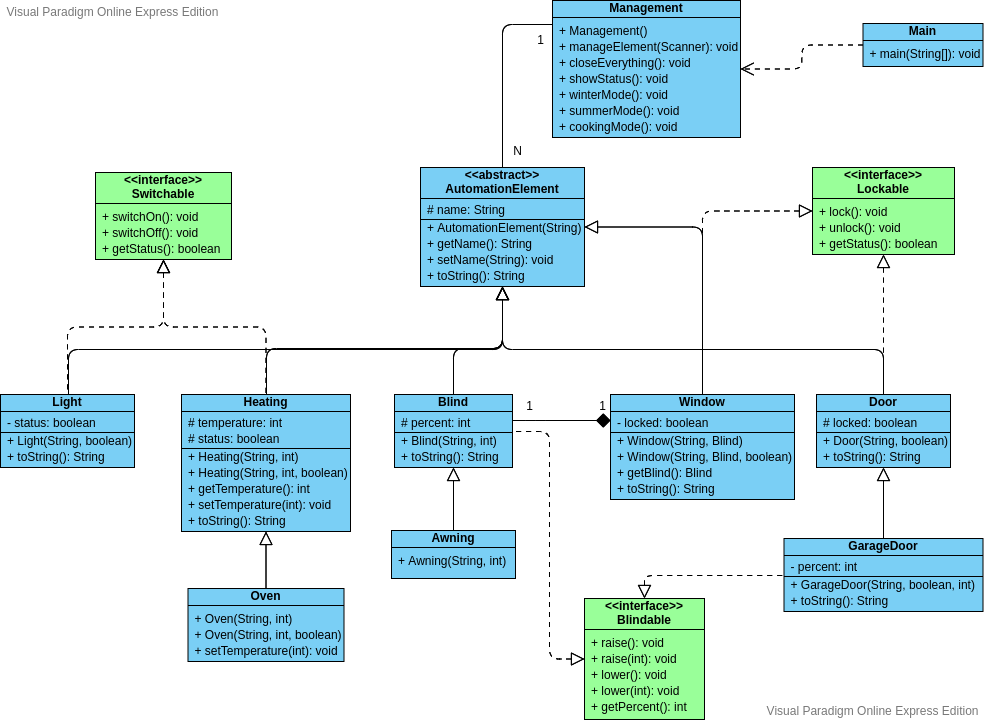 Visual Paradigm Online Express Edition
Management
+ Management()
+ manageElement(Scanner): void
+ closeEverything(): void
+ showStatus(): void
+ winterMode(): void
+ summerMode(): void
+ cookingMode(): void
Main
+ main(String[]): void
1
N
<<interface>>
Switchable
+ switchOn(): void
+ switchOff(): void
+ getStatus(): boolean
<<abstract>>
AutomationElement
# name: String
+ AutomationElement(String)
+ getName(): String
+ setName(String): void
+ toString(): String
<<interface>>
Lockable
+ lock(): void
+ unlock(): void
+ getStatus(): boolean
Light
- status: boolean
+ Light(String, boolean)
+ toString(): String
Heating
# temperature: int
# status: boolean
+ Heating(String, int)
+ Heating(String, int, boolean)
+ getTemperature(): int
+ setTemperature(int): void
+ toString(): String
Blind
# percent: int
+ Blind(String, int)
+ toString(): String
1
1
Window
- locked: boolean
+ Window(String, Blind)
+ Window(String, Blind, boolean)
+ getBlind(): Blind
+ toString(): String
Door
# locked: boolean
+ Door(String, boolean)
+ toString(): String
Awning
+ Awning(String, int)
GarageDoor
- percent: int
+ GarageDoor(String, boolean, int)
+ toString(): String
Oven
+ Oven(String, int)
+ Oven(String, int, boolean)
+ setTemperature(int): void
<<interface>>
Blindable
+ raise(): void
+ raise(int): void
+ lower(): void
+ lower(int): void
+ getPercent(): int
Visual Paradigm Online Express Edition